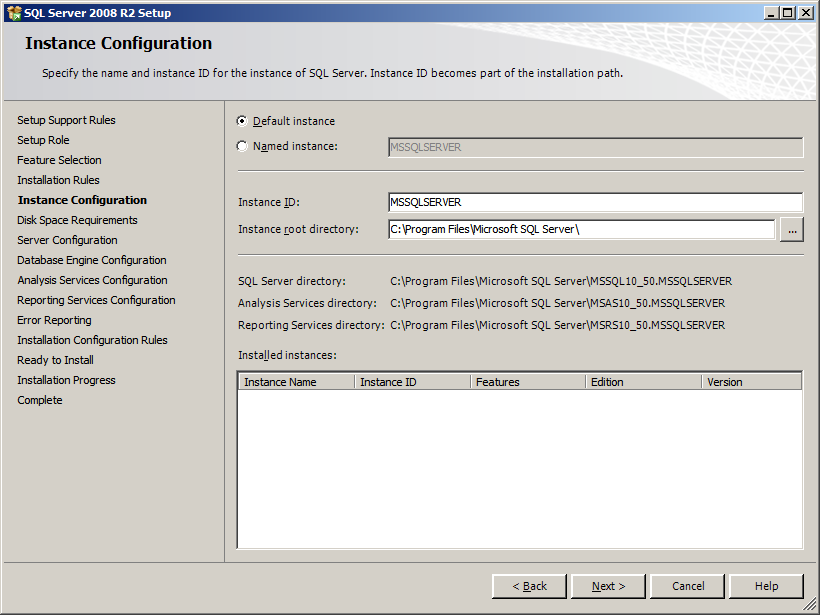 SQL Server 2008 R2 Setup
Instance Configuration
Specify the name and instance ID for the instance of SQL Server. Instance ID becomes part of the installation path.
Setup Support Rules
Setup Role
Feature Selection
Installation Rules
Instance Configuration
Disk Space Requirements
Server Configuration
Database Engine Configuration
Analysis Services Configuration
Reporting Services Configuration
Error Reporting
Installation Configuration Rules
Ready to Install
Installation Progress
Complete
Default instance
Named instance: MSSQLSERVER
Instance ID: MSSQLSERVER
Instance root directory: C:\Program Files\Microsoft SQL Server\ ...
SQL Server directory: C:\Program Files\Microsoft SQL Server\MSSQL10_50.MSSQLSERVER
Analysis Services directory: C:\Program Files\Microsoft SQL Server\MSAS10_50.MSSQLSERVER
Reporting Services directory: C:\Program Files\Microsoft SQL Server\MSRS10_50.MSSQLSERVER
Installed instances:
Instance Name Instance ID Features Edition Version
< Back Next > Cancel Help